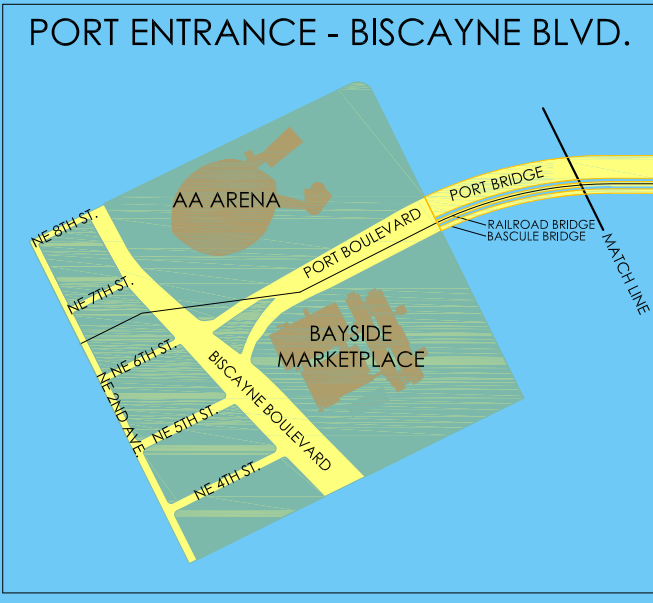 PORT ENTRANCE - BISCAYNE BLVD.
AA ARENA
PORT BRIDGE
NE 8TH ST.
PORT BOULEVARD
RAILROAD BRIDGE
BASCULE BRIDGE
MATCH LINE
NE 7TH ST.
BAYSIDE
MARKETPLACE
NE 6TH ST.
BISCAYNE BOULEVARD
NE 2ND AVE.
NE 5TH ST.
NE 4TH ST.